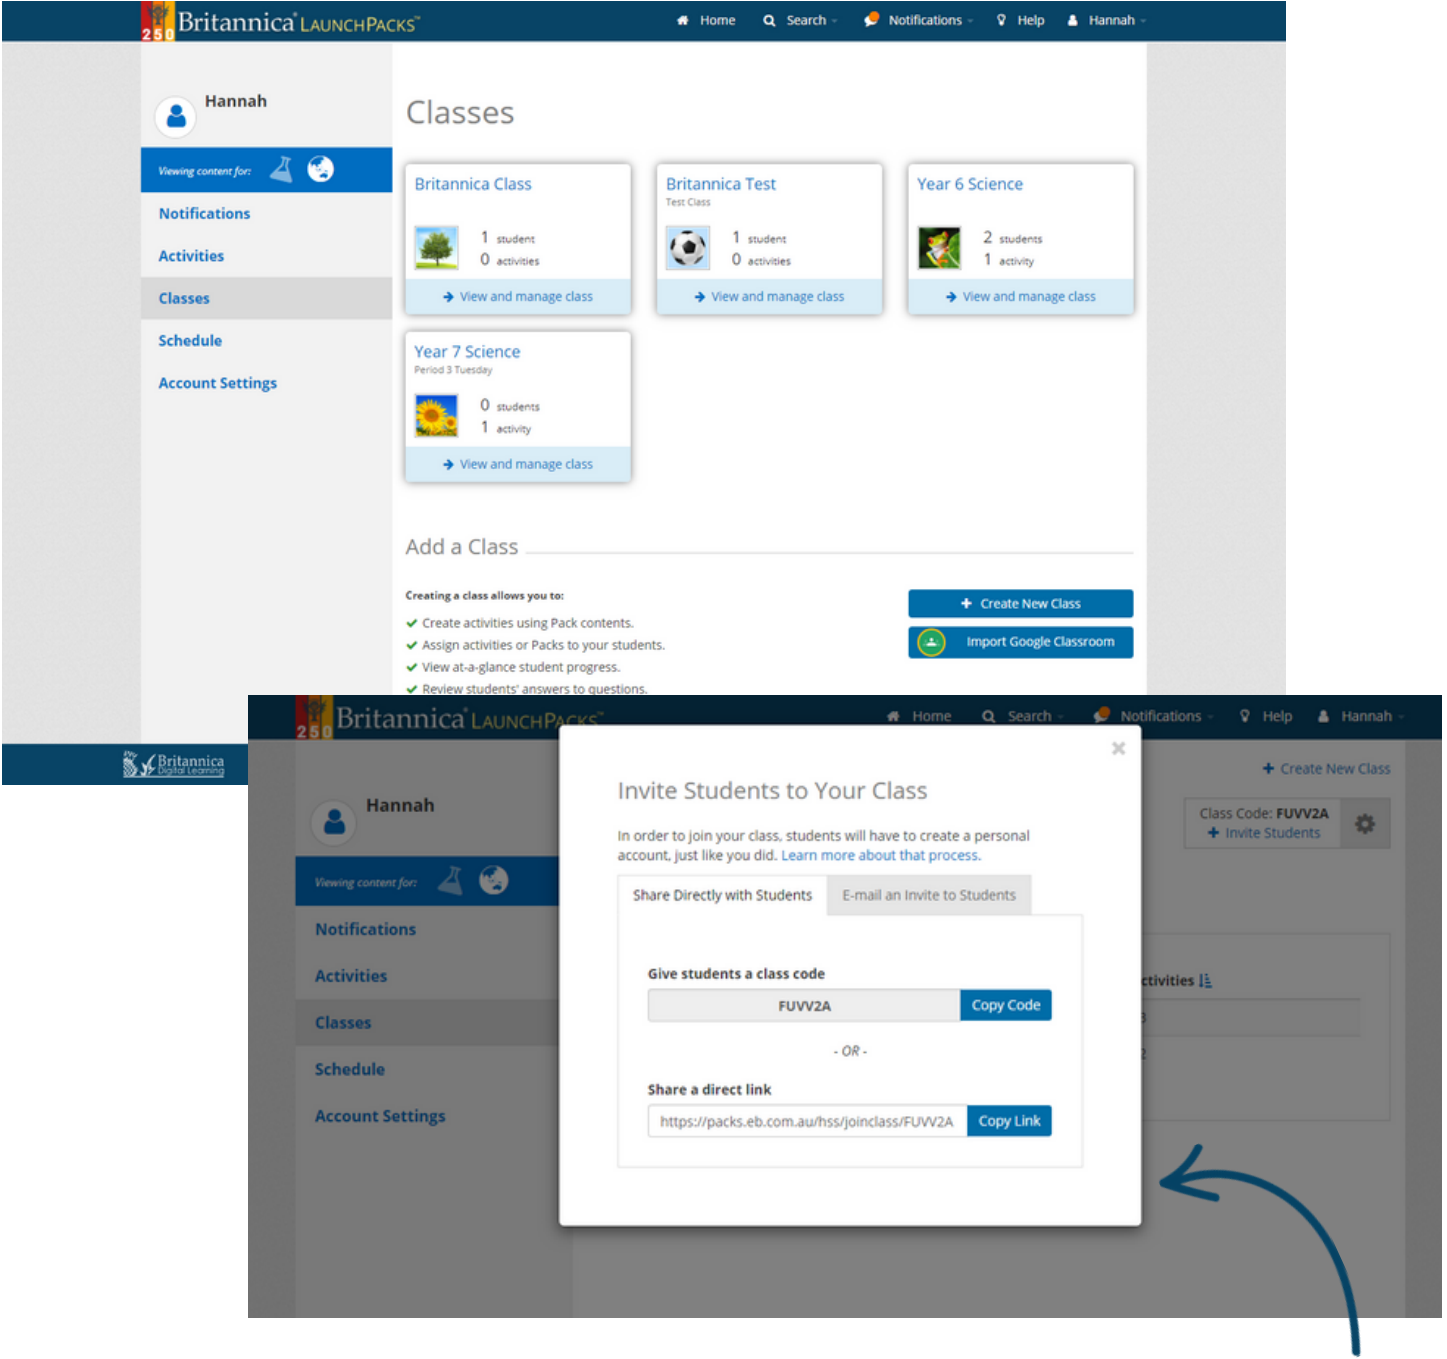 250 Britannica® LAUNCHPACKS™
Home Search Notifications Help Hannah
Hannah
Viewing content for:
Notifications
Activities
Classes
Schedule
Account Settings
Classes
Britannica Class
1 student
0 activities
View and manage class
Britannica Test
Test Class
1 student
0 activities
View and manage class
Year 6 Science
2 students
1 activity
View and manage class
Year 7 Science
Period 3 Tuesday
0 students
1 activity
View and manage class
Add a Class
Creating a class allows you to:
Create activities using Pack contents.
Assign activities or Packs to your students.
View at-a-glance student progress.
Review students' answers to questions.
+ Create New Class
Import Google Classroom
Britannica
Digital Learning
250 Britannica® LAUNCHPACKS™
Home Search Notifications Help Hannah
+ Create New Class
Class Code: FUVV2A
+ Invite Students
Hannah
Viewing content for:
Notifications
Activities
Classes
Schedule
Account Settings
Invite Students to Your Class
In order to join your class, students will have to create a personal
account, just like you did. Learn more about that process.
Share Directly with Students
E-mail an Invite to Students
Give students a class code
FUVV2A Copy Code
- OR -
Share a direct link
https://packs.eb.com.au/hss/joinclass/FUVV2A Copy Link
ctivities
3
2